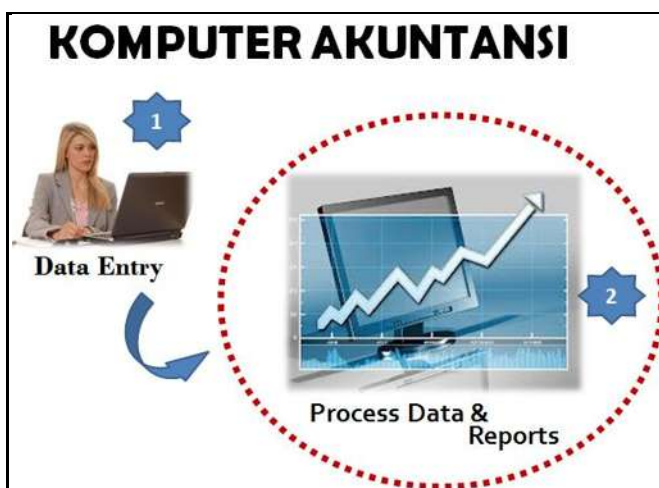 KOMPUTER AKUNTANSI
1
Data Entry
2
Process Data &
Reports